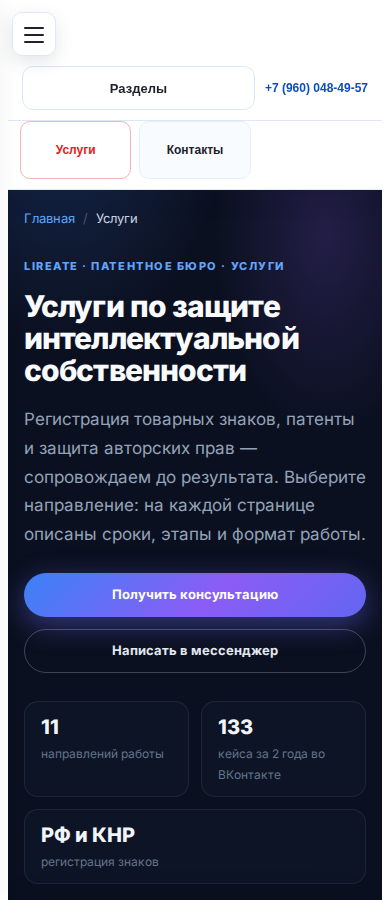 Разделы
+7 (960) 048-49-57
Услуги
Контакты
Главная / Услуги
LIREATE · ПАТЕНТНОЕ БЮРО · УСЛУГИ
Услуги по защите
интеллектуальной
собственности
Регистрация товарных знаков, патенты
и защита авторских прав —
сопровождаем до результата. Выберите
направление: на каждой странице
описаны сроки, этапы и формат работы.
Получить консультацию
Написать в мессенджер
11
направлений работы
133
кейса за 2 года во
ВКонтакте
РФ и КНР
регистрация знаков